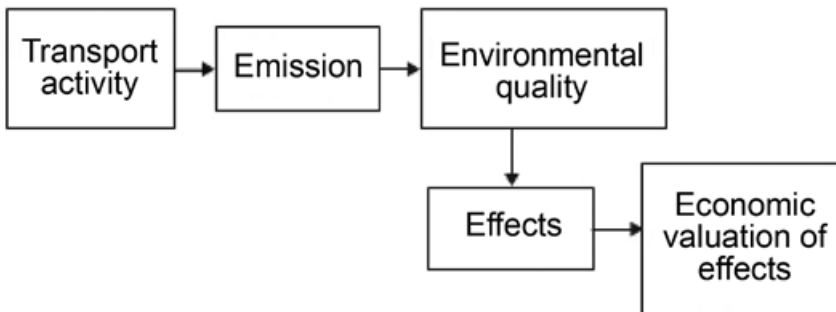 Transport
activity
Emission
Environmental
quality
Effects
Economic
valuation of
effects